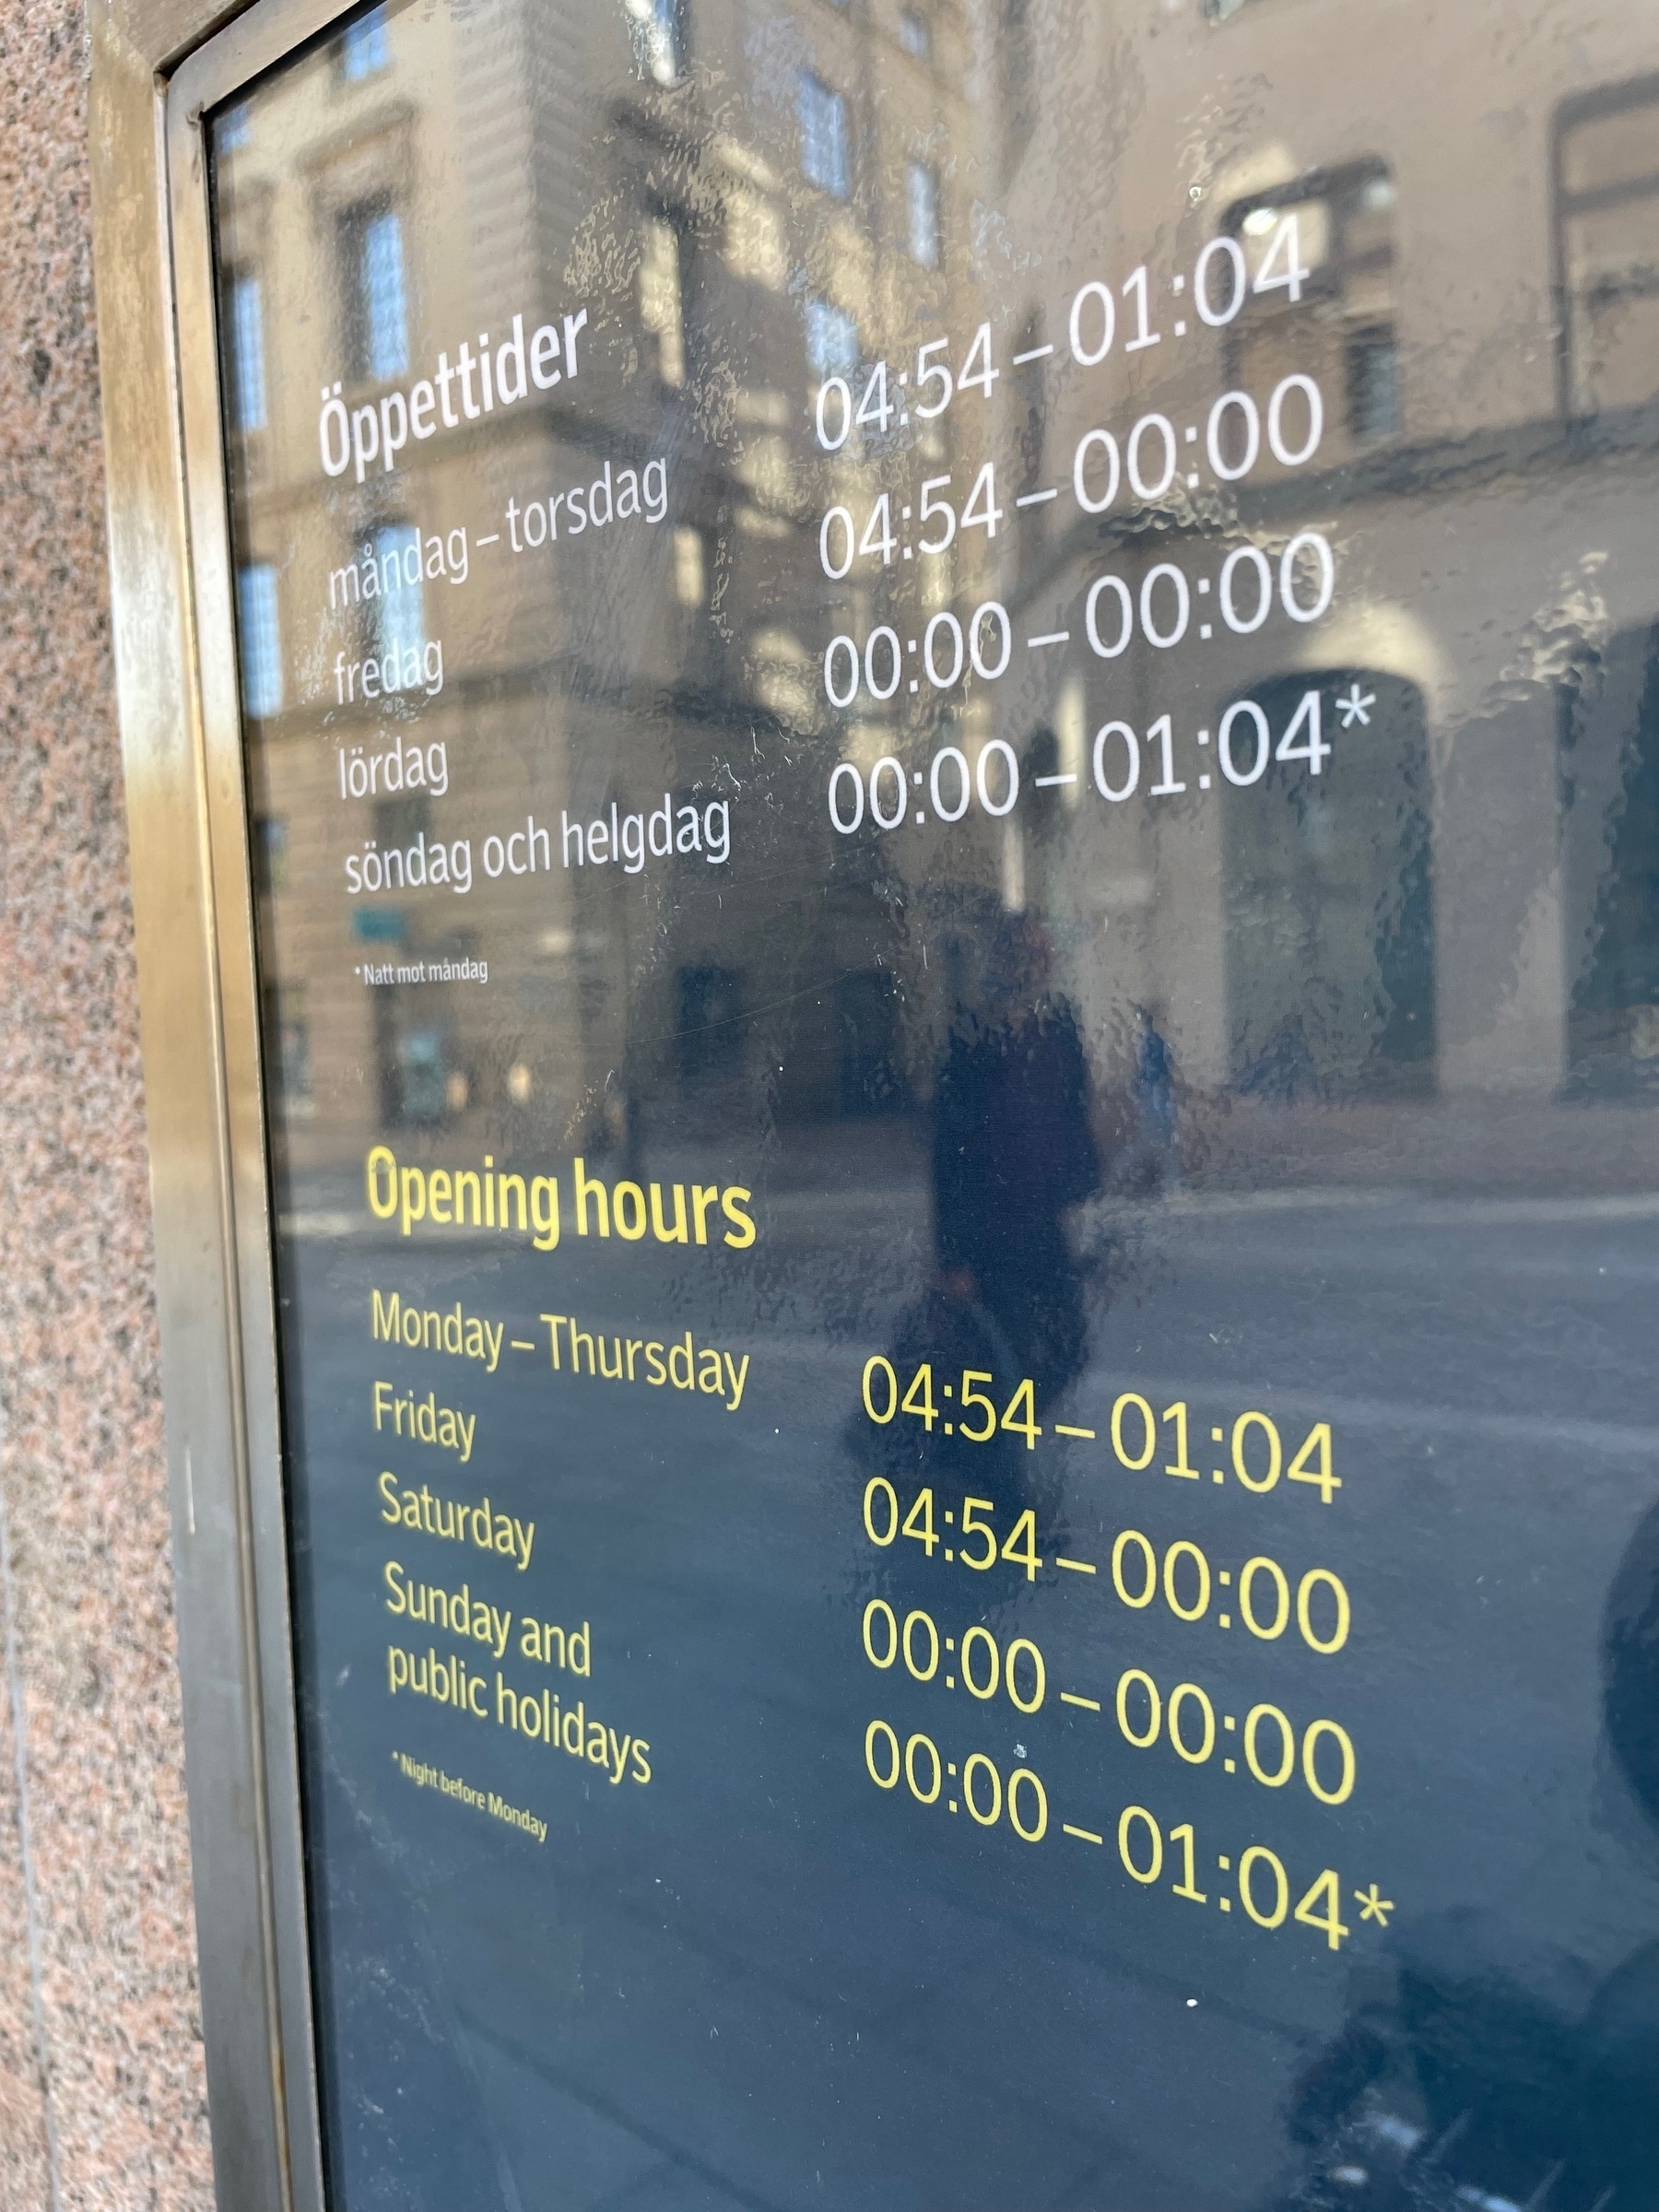 Öppettider
måndag – torsdag 04:54 – 01:04
fredag 04:54 – 00:00
lördag 00:00 – 00:00
söndag och helgdag 00:00 – 01:04*
* Natt mot måndag
Opening hours
Monday – Thursday 04:54 – 01:04
Friday 04:54 – 00:00
Saturday 00:00 – 00:00
Sunday and 00:00 – 01:04*
public holidays
* Night before Monday